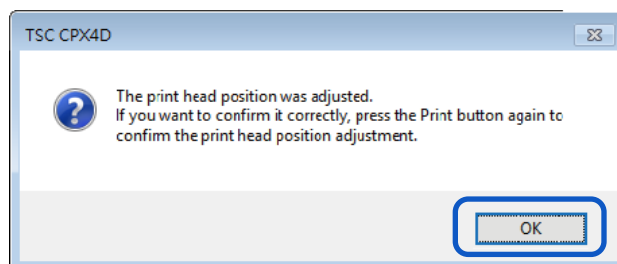 TSC CPX4D
The print head position was adjusted.
If you want to confirm it correctly, press the Print button again to
confirm the print head position adjustment.
OK